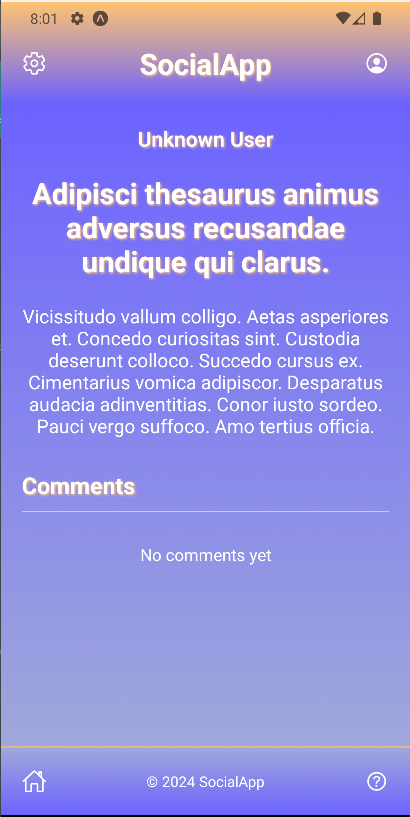 8:01
SocialApp
Unknown User
Adipisci thesaurus animus
adversus recusandae
undique qui clarus.
Vicissitudo vallum colligo. Aetas asperiores
et. Concedo curiositas sint. Custodia
deserunt colloco. Succedo cursus ex.
Cimentarius vomica adipiscor. Desparatus
audacia adinventitias. Conor iusto sordeo.
Pauci vergo suffoco. Amo tertius officia.
Comments
No comments yet
© 2024 SocialApp